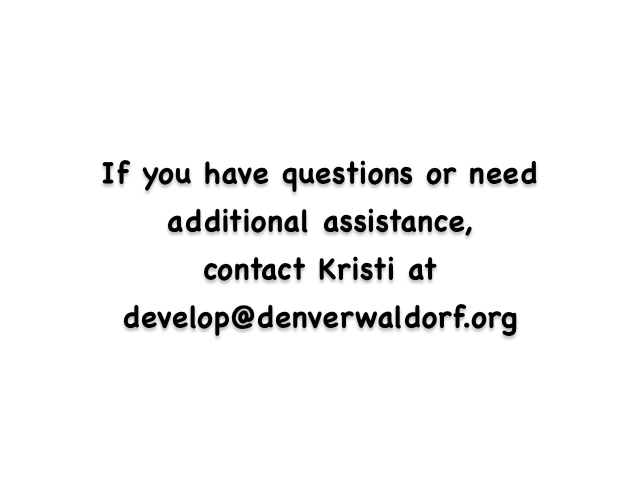 If you have questions or need
additional assistance,
contact Kristi at
develop@denverwaldorf.org